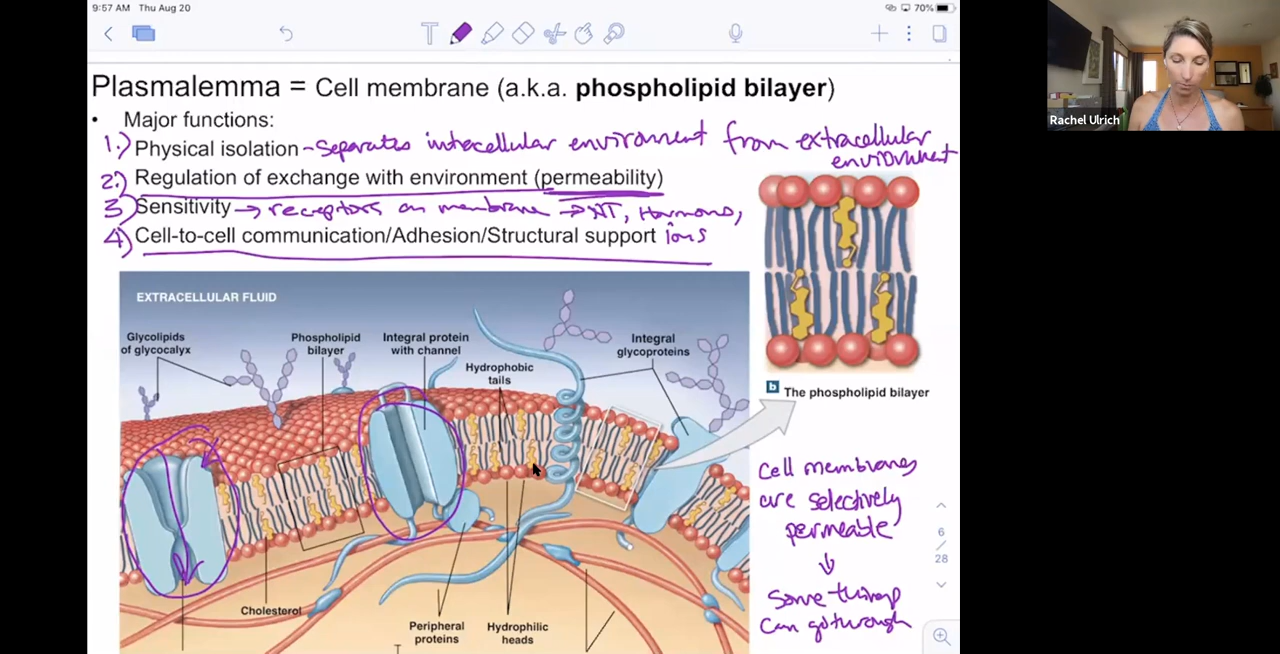 9:57 AM Thu Aug 20
70%
T
Plasmalemma = Cell membrane (a.k.a. phospholipid bilayer)
• Major functions:
1.) Physical isolation - Separates intracellular environment from extracellular
environment
2.) Regulation of exchange with environment (permeability)
3) Sensitivity → receptors on membrane → NT, Hormons,
4) Cell-to-cell communication/Adhesion/Structural support ions
EXTRACELLULAR FLUID
Glycolipids
of glycocalyx
Phospholipid
bilayer
Integral protein
with channel
Hydrophobic
tails
Integral
glycoproteins
b The phospholipid bilayer
Cell membranes
are selectively
permeable
↓
Some things
can go through
Cholesterol
Peripheral
proteins
Hydrophilic
heads
6
/
28
Rachel Ulrich